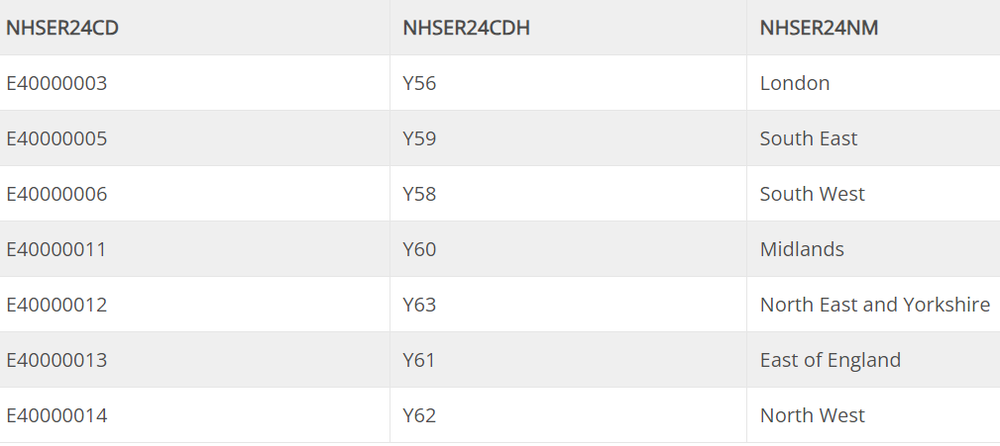 NHSER24CD NHSER24CDH NHSER24NM
E40000003 Y56 London
E40000005 Y59 South East
E40000006 Y58 South West
E40000011 Y60 Midlands
E40000012 Y63 North East and Yorkshire
E40000013 Y61 East of England
E40000014 Y62 North West